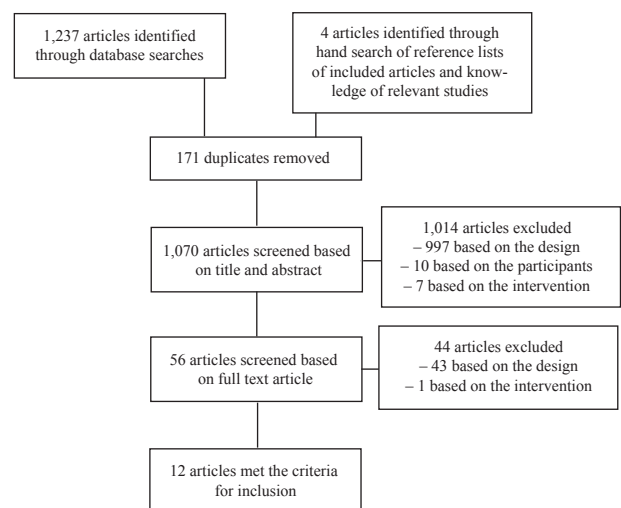 1,237 articles identified
through database searches
4 articles identified through
hand search of reference lists
of included articles and know-
ledge of relevant studies
171 duplicates removed
1,070 articles screened based
on title and abstract
1,014 articles excluded
– 997 based on the design
– 10 based on the participants
– 7 based on the intervention
56 articles screened based
on full text article
44 articles excluded
– 43 based on the design
– 1 based on the intervention
12 articles met the criteria
for inclusion